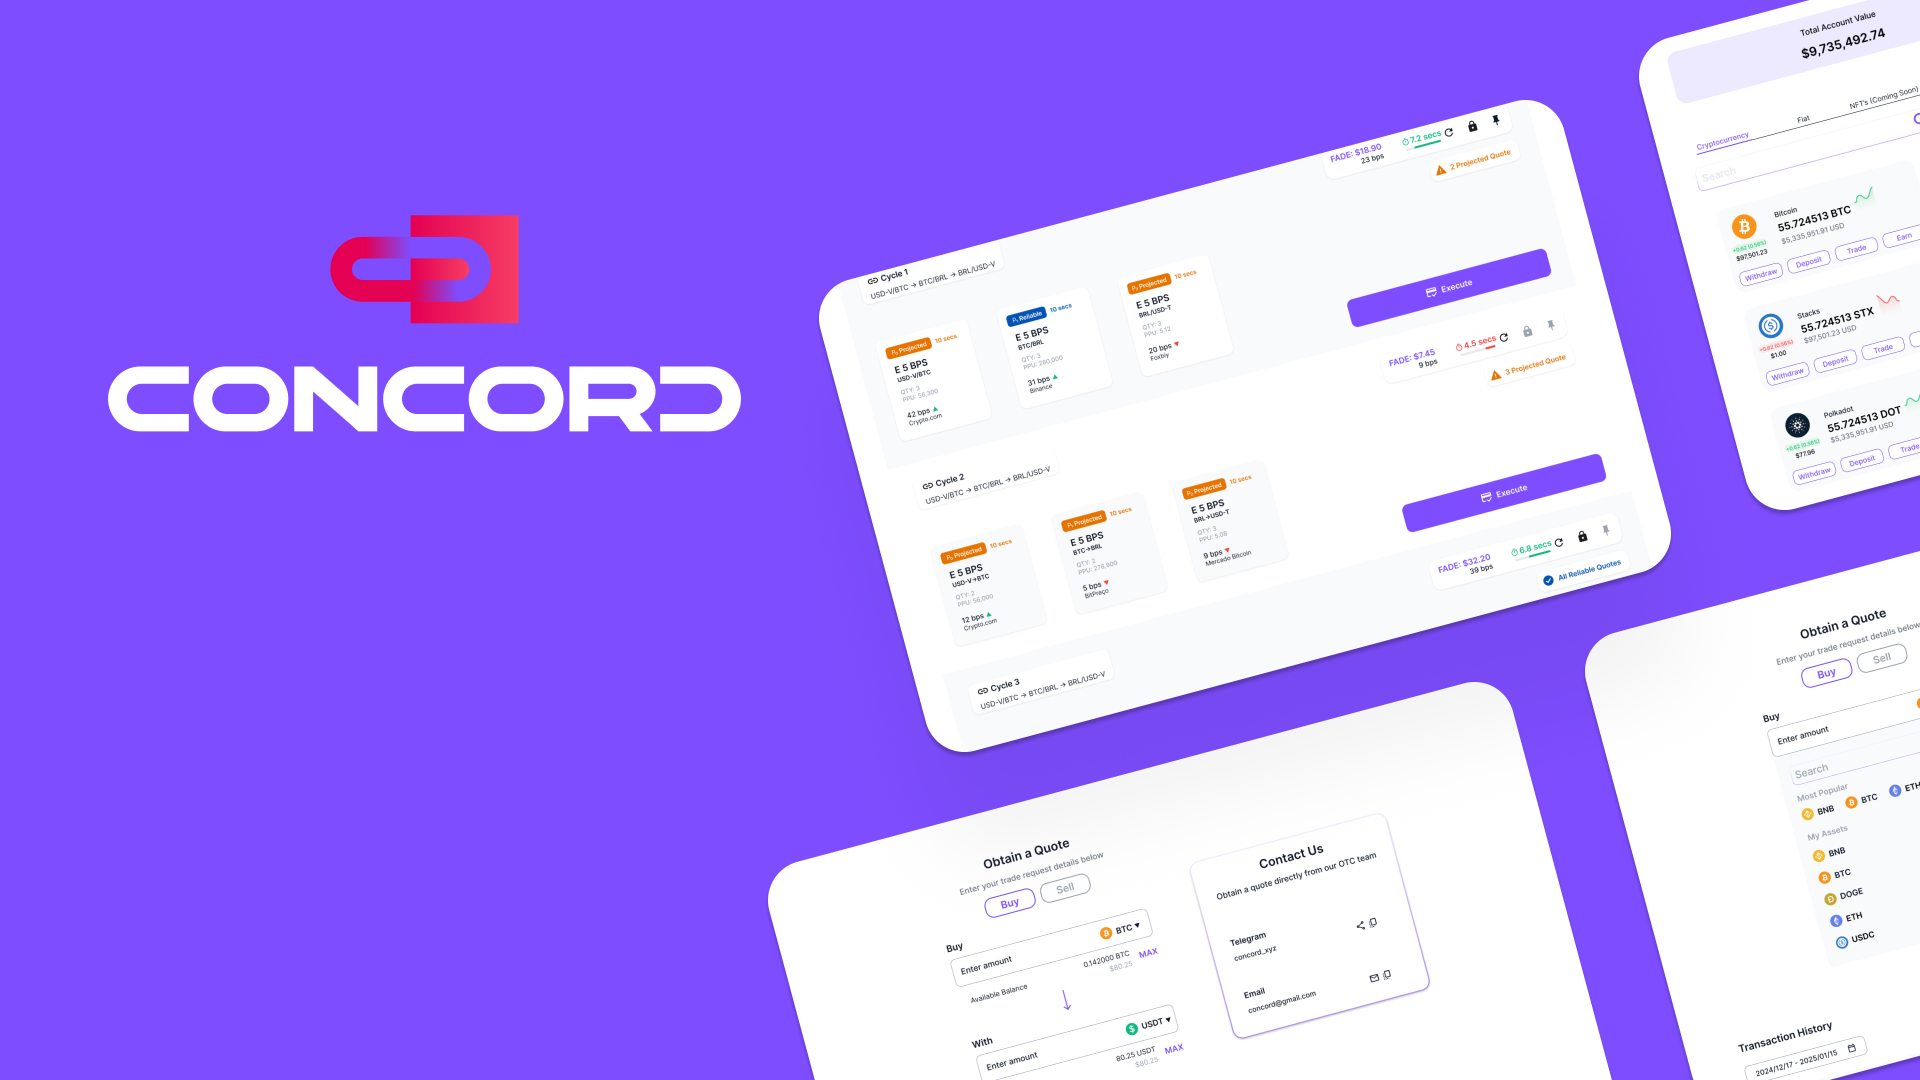 CONCORD
FADE: $18.90
23 bps
7.2 secs
2 Projected Quote
Cycle 1
USD-V/BTC → BTC/BRL → BRL/USD-V
P₂ Projected 10 secs
E 5 BPS
USD-V/BTC
QTY: 3
PPU: 56,300
42 bps
Crypto.com
P₁ Reliable 10 secs
E 5 BPS
BTC/BRL
QTY: 3
PPU: 280,000
31 bps
Binance
P₂ Projected 10 secs
E 5 BPS
BRL/USD-T
QTY: 3
PPU: 5.12
20 bps
Foxbiy
Execute
FADE: $7.45
9 bps
4.5 secs
3 Projected Quote
Cycle 2
USD-V/BTC → BTC/BRL → BRL/USD-V
P₂ Projected 10 secs
E 5 BPS
USD-V→BTC
QTY: 2
PPU: 56,000
12 bps
Crypto.com
P₂ Projected 10 secs
E 5 BPS
BTC→BRL
QTY: 2
PPU: 278,900
5 bps
BitPreço
P₂ Projected 10 secs
E 5 BPS
BRL→USD-T
QTY: 3
PPU: 5.08
9 bps
Mercado Bitcoin
Execute
FADE: $32.20
39 bps
6.8 secs
All Reliable Quotes
Cycle 3
USD-V/BTC → BTC/BRL → BRL/USD-V
Total Account Value
$9,735,492.74
Cryptocurrency
Fiat
NFT's (Coming Soon)
Search
Bitcoin
55.724513 BTC
$5,335,951.91 USD
+0.62 (0.56%)
$97,501.23
Withdraw
Deposit
Trade
Earn
Stacks
55.724513 STX
$97,501.23 USD
+0.62 (0.56%)
$1.00
Withdraw
Deposit
Trade
Polkadot
55.724513 DOT
$5,335,951.91 USD
+0.62 (0.56%)
$77.96
Withdraw
Deposit
Trade
Obtain a Quote
Enter your trade request details below
Buy
Sell
Buy
Enter amount
BTC
Available Balance
0.142000 BTC
$80.25
MAX
With
Enter amount
USDT
80.25 USDT
$80.25
MAX
Contact Us
Obtain a quote directly from our OTC team
Telegram
concord_xyz
Email
concord@gmail.com
Obtain a Quote
Enter your trade request details below
Buy
Sell
Buy
Enter amount
Search
Most Popular
BNB
BTC
ETH
My Assets
BNB
BTC
DOGE
ETH
USDC
Transaction History
2024/12/17 - 2025/01/15